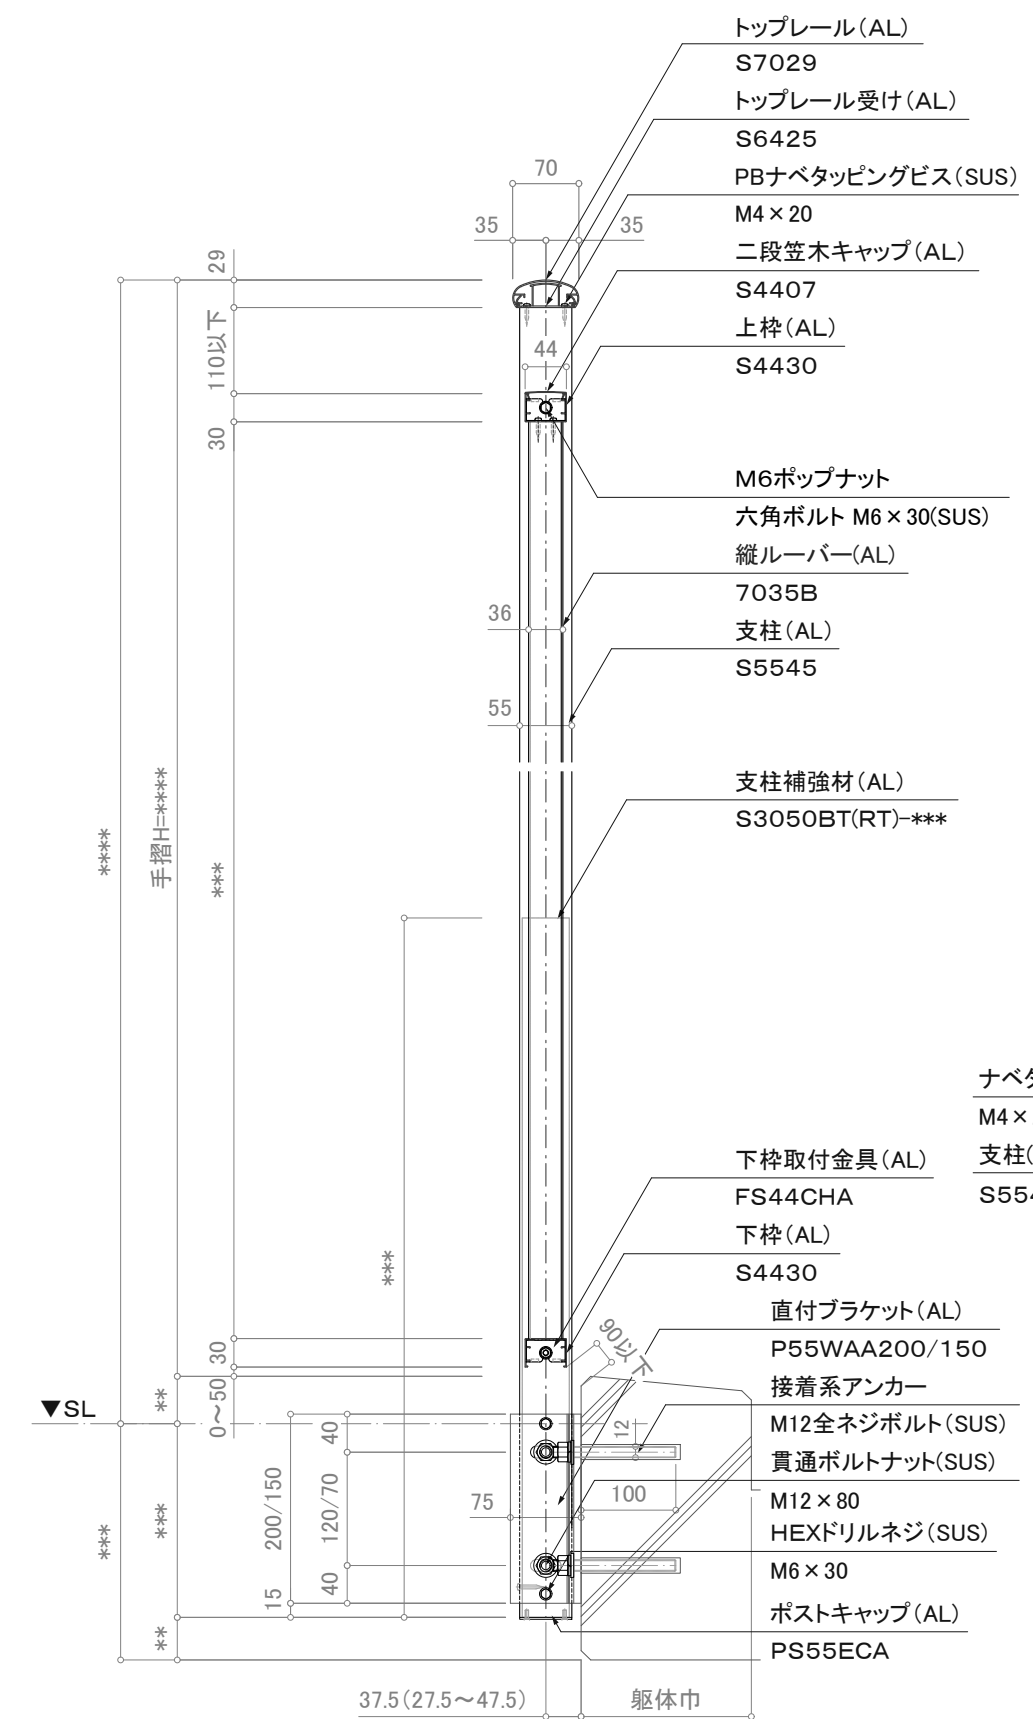 トップレール(AL)
S7029
トップレール受け(AL)
S6425
PBナベタッピングビス(SUS)
M4×20
二段笠木キャップ(AL)
S4407
上枠(AL)
S4430
M6ポップナット
六角ボルト M6×30(SUS)
縦ルーバー(AL)
7035B
支柱(AL)
S5545
支柱補強材(AL)
S3050BT(RT)-***
ナベタ
M4×
支柱(
S554
下枠取付金具(AL)
FS44CHA
下枠(AL)
S4430
直付ブラケット(AL)
P55WAA200/150
接着系アンカー
M12全ネジボルト(SUS)
貫通ボルトナット(SUS)
M12×80
HEXドリルネジ(SUS)
M6×30
ポストキャップ(AL)
PS55ECA
70
35
35
29
110以下
30
44
36
55
****
手摺H=****
***
***
30
0～50
**
▼SL
90以下
12
100
75
40
120/70
40
200/150
15
***
***
**
37.5(27.5～47.5)
躯体巾